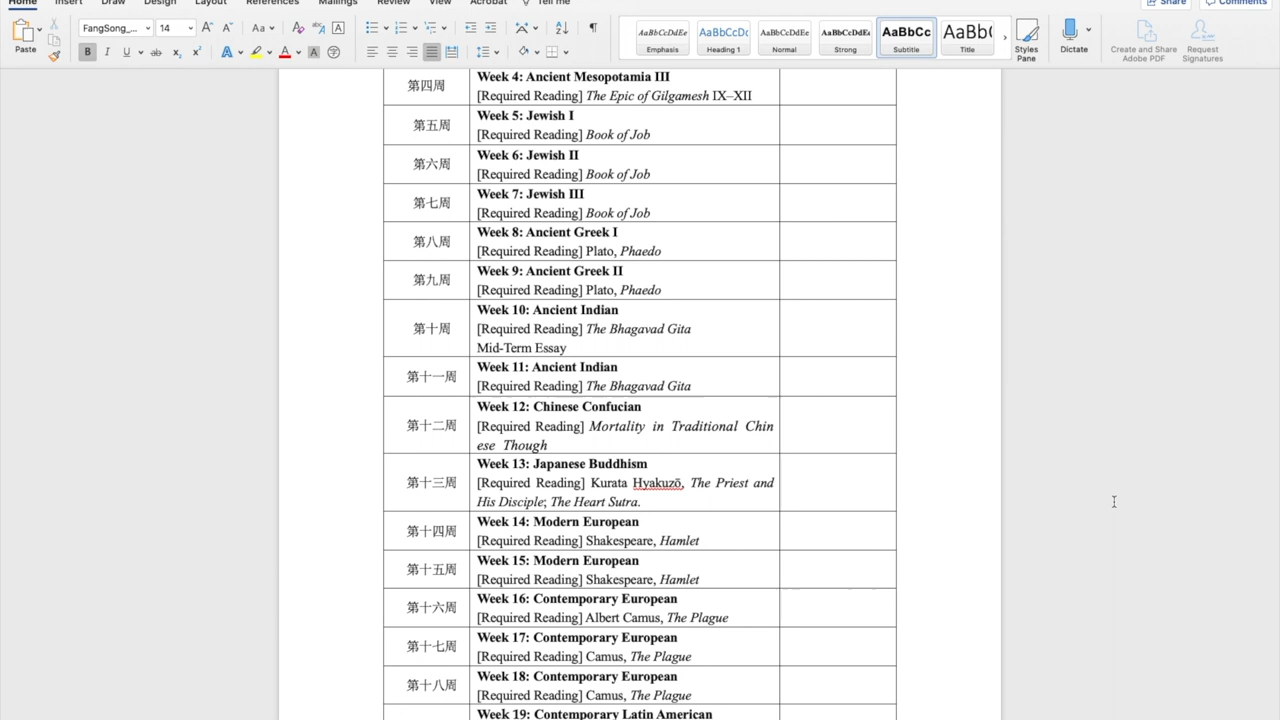 Home Insert Draw Design Layout References Mailings Review View Acrobat Tell me Share Comments
Paste
FangSong_... 14
Aa
AaBbCcDdEe
Emphasis
AaBbCcDc
Heading 1
AaBbCcDdEe
Normal
AaBbCcDdEe
Strong
AaBbCc
Subtitle
AaBb(
Title
Styles
Pane
Dictate
Create and Share
Adobe PDF
Request
Signatures
第四周
Week 4: Ancient Mesopotamia III
[Required Reading] The Epic of Gilgamesh IX–XII
第五周
Week 5: Jewish I
[Required Reading] Book of Job
第六周
Week 6: Jewish II
[Required Reading] Book of Job
第七周
Week 7: Jewish III
[Required Reading] Book of Job
第八周
Week 8: Ancient Greek I
[Required Reading] Plato, Phaedo
第九周
Week 9: Ancient Greek II
[Required Reading] Plato, Phaedo
第十周
Week 10: Ancient Indian
[Required Reading] The Bhagavad Gita
Mid-Term Essay
第十一周
Week 11: Ancient Indian
[Required Reading] The Bhagavad Gita
第十二周
Week 12: Chinese Confucian
[Required Reading] Mortality in Traditional Chin
ese Though
第十三周
Week 13: Japanese Buddhism
[Required Reading] Kurata Hyakuzō, The Priest and
His Disciple; The Heart Sutra.
第十四周
Week 14: Modern European
[Required Reading] Shakespeare, Hamlet
第十五周
Week 15: Modern European
[Required Reading] Shakespeare, Hamlet
第十六周
Week 16: Contemporary European
[Required Reading] Albert Camus, The Plague
第十七周
Week 17: Contemporary European
[Required Reading] Camus, The Plague
第十八周
Week 18: Contemporary European
[Required Reading] Camus, The Plague
Week 19: Contemporary Latin American